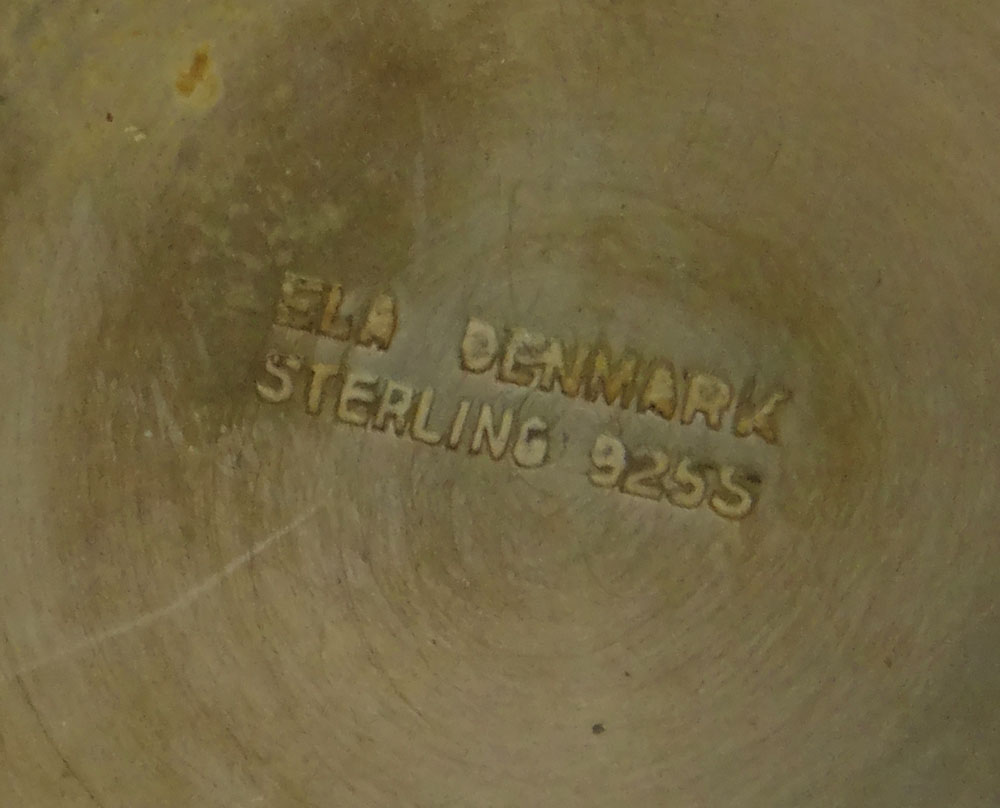 ELA DENMARK
STERLING 925S